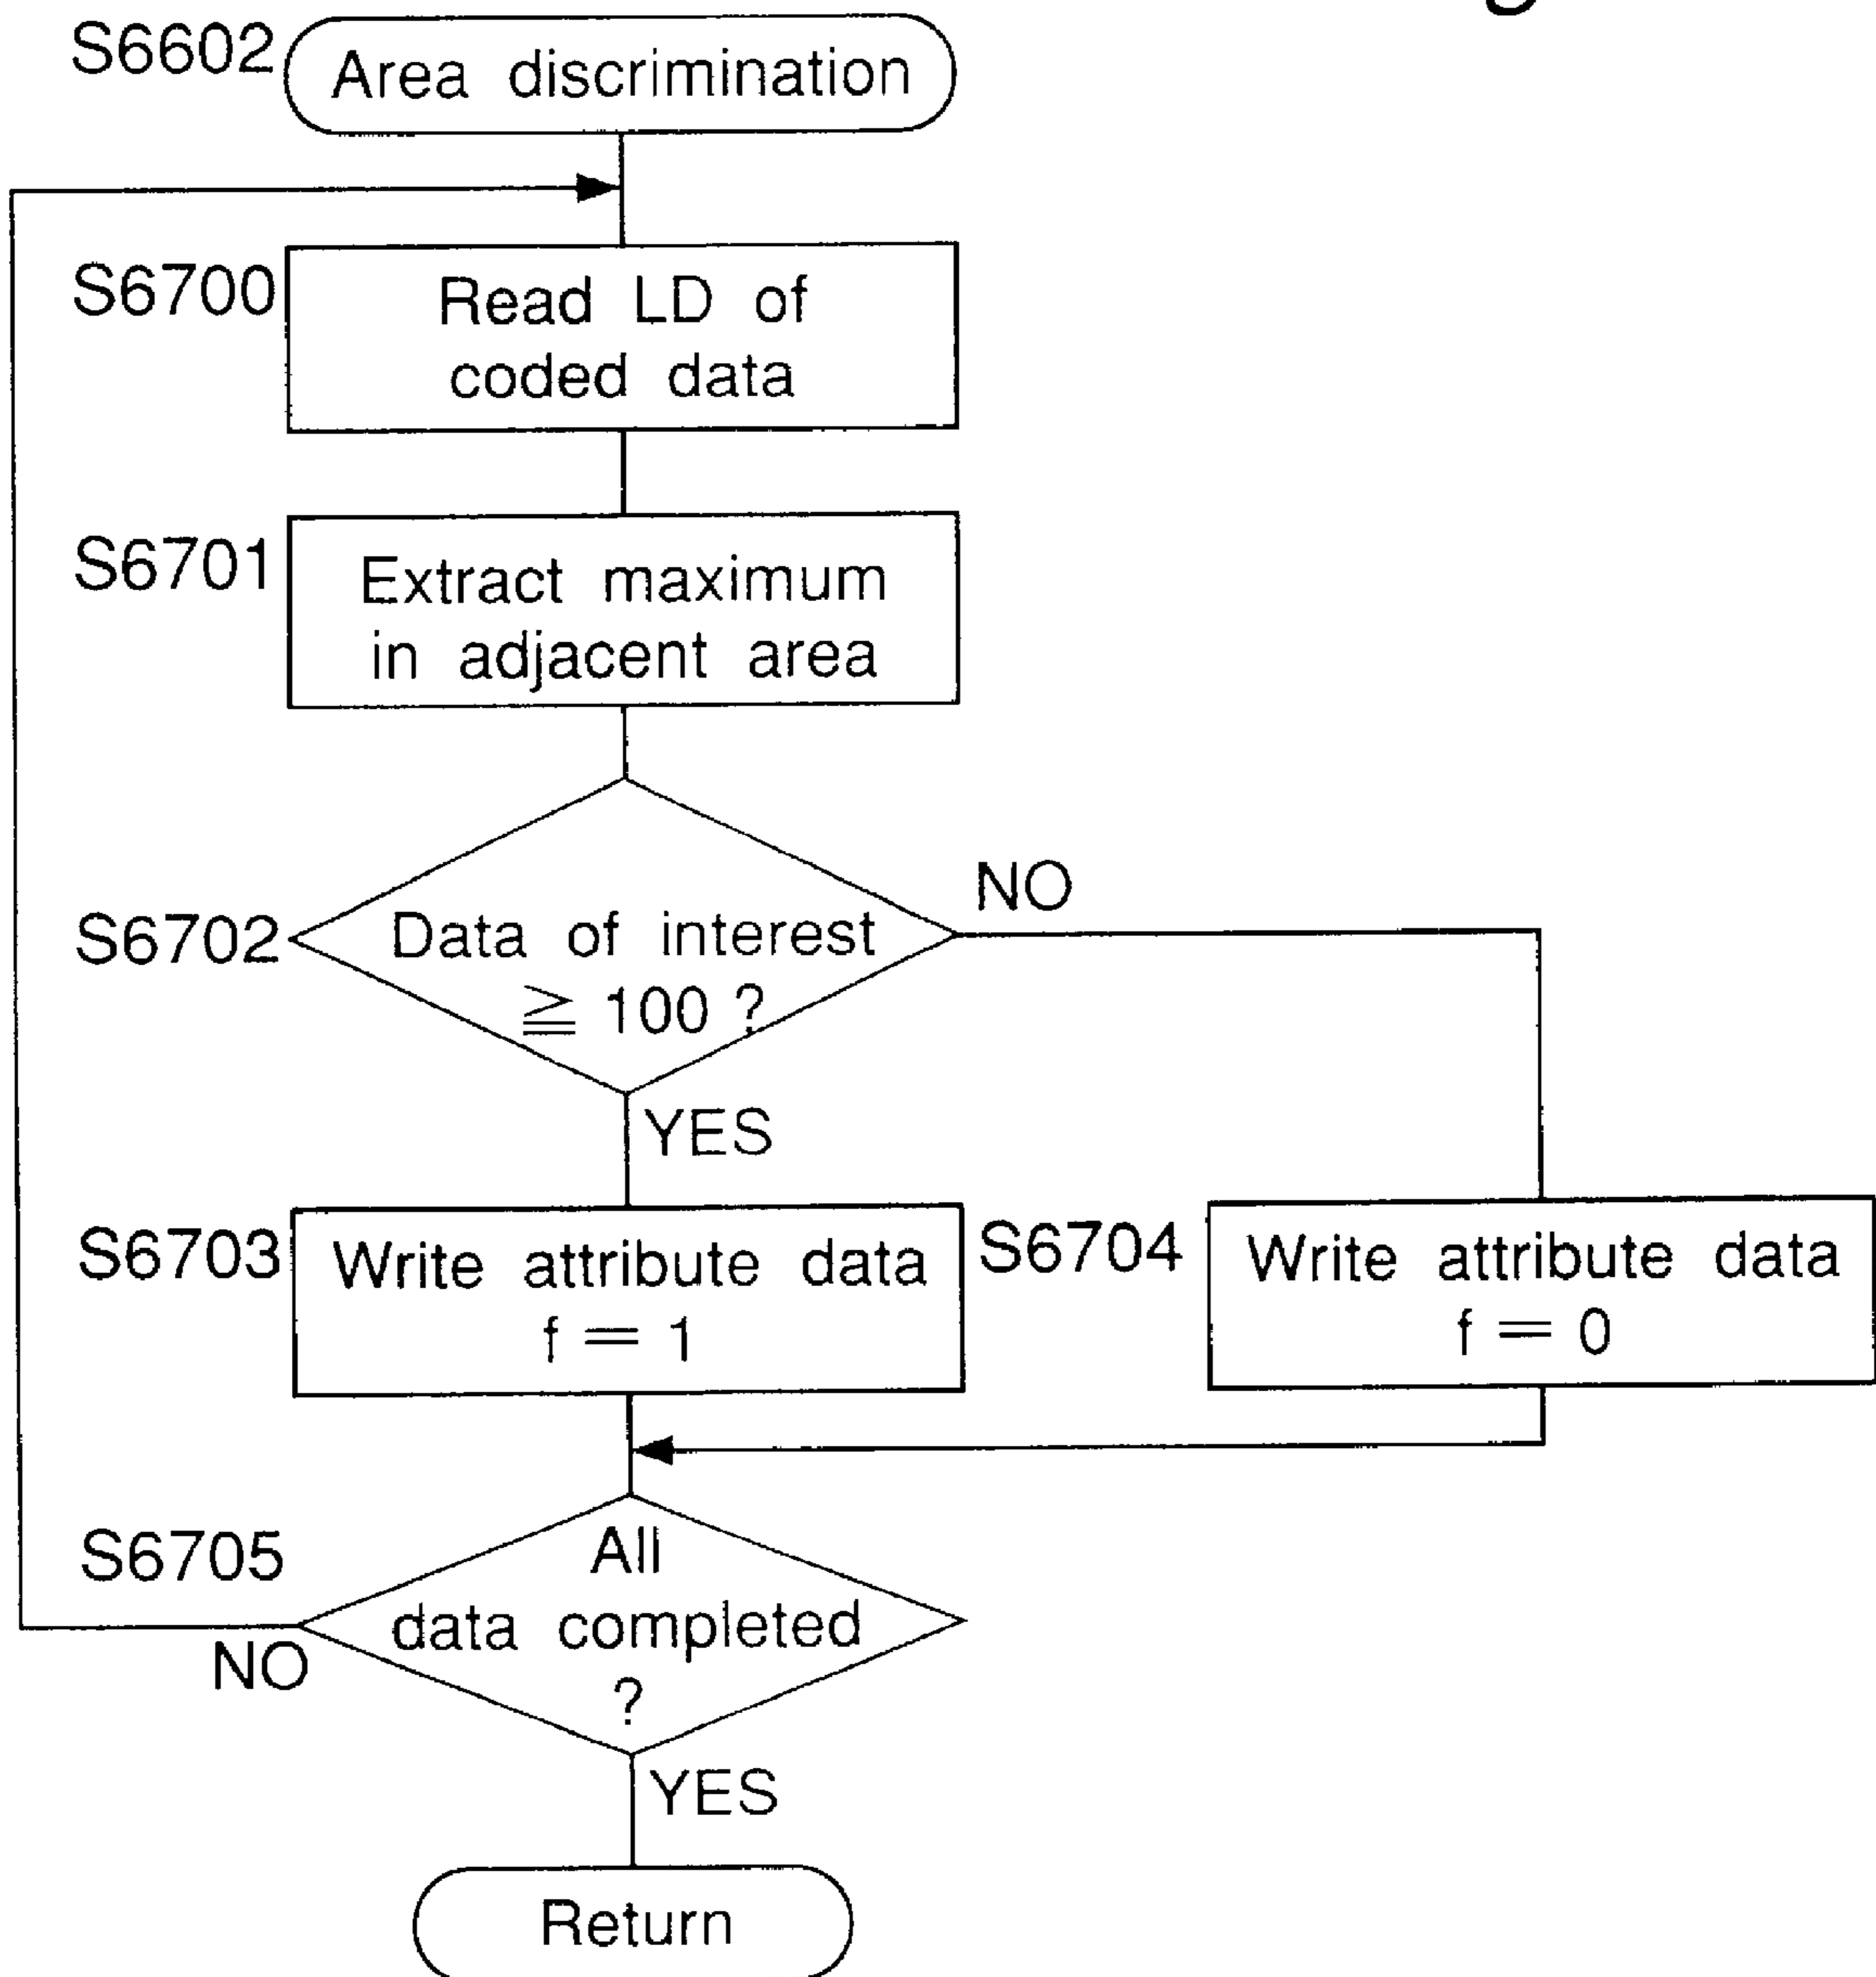 S6602 Area discrimination
S6700 Read LD of
coded data
S6701 Extract maximum
in adjacent area
NO
S6702 Data of interest
≧ 100 ?
YES
S6703 Write attribute data
f = 1
S6704 Write attribute data
f = 0
S6705 All
data completed
?
NO
YES
Return